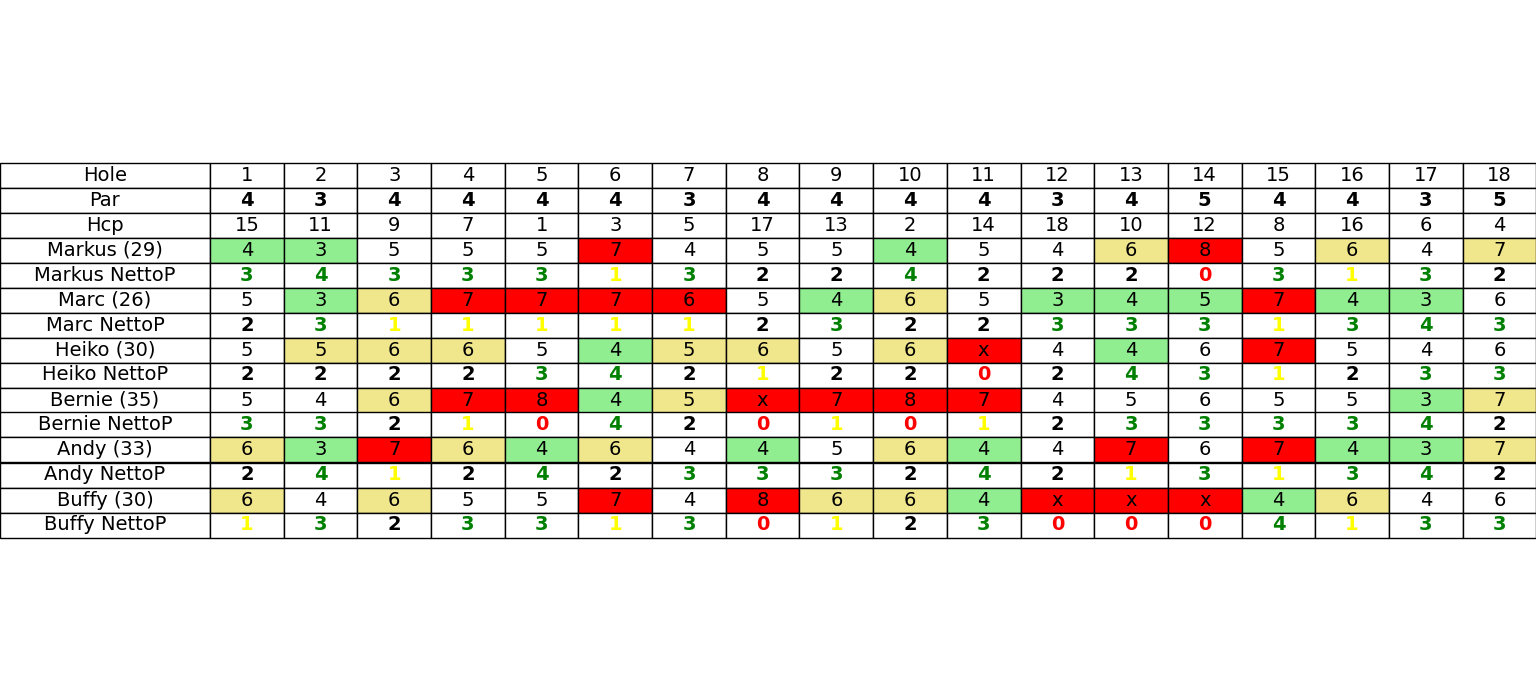 Hole 1 2 3 4 5 6 7 8 9 10 11 12 13 14 15 16 17 18
Par 4 3 4 4 4 4 3 4 4 4 4 3 4 5 4 4 3 5
Hcp 15 11 9 7 1 3 5 17 13 2 14 18 10 12 8 16 6 4
Markus (29) 4 3 5 5 5 7 4 5 5 4 5 4 6 8 5 6 4 7
Markus NettoP 3 4 3 3 3 1 3 2 2 4 2 2 2 0 3 1 3 2
Marc (26) 5 3 6 7 7 7 6 5 4 6 5 3 4 5 7 4 3 6
Marc NettoP 2 3 1 1 1 1 1 2 3 2 2 3 3 3 1 3 4 3
Heiko (30) 5 5 6 6 5 4 5 6 5 6 x 4 4 6 7 5 4 6
Heiko NettoP 2 2 2 2 3 4 2 1 2 2 0 2 4 3 1 2 3 3
Bernie (35) 5 4 6 7 8 4 5 x 7 8 7 4 5 6 5 5 3 7
Bernie NettoP 3 3 2 1 0 4 2 0 1 0 1 2 3 3 3 3 4 2
Andy (33) 6 3 7 6 4 6 4 4 5 6 4 4 7 6 7 4 3 7
Andy NettoP 2 4 1 2 4 2 3 3 3 2 4 2 1 3 1 3 4 2
Buffy (30) 6 4 6 5 5 7 4 8 6 6 4 x x x 4 6 4 6
Buffy NettoP 1 3 2 3 3 1 3 0 1 2 3 0 0 0 4 1 3 3